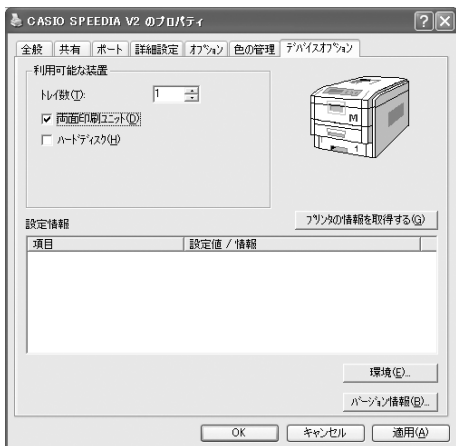 CASIO SPEEDIA V2 のプロパティ
全般 共有 ポート 詳細設定 オプション 色の管理 デバイスオプション
利用可能な装置
トレイ数(T): 1
両面印刷ユニット(D)
ハードディスク(H)
M
1
プリンタの情報を取得する(G)
設定情報
項目 設定値 / 情報
環境(E)...
バージョン情報(B)...
OK キャンセル 適用(A)